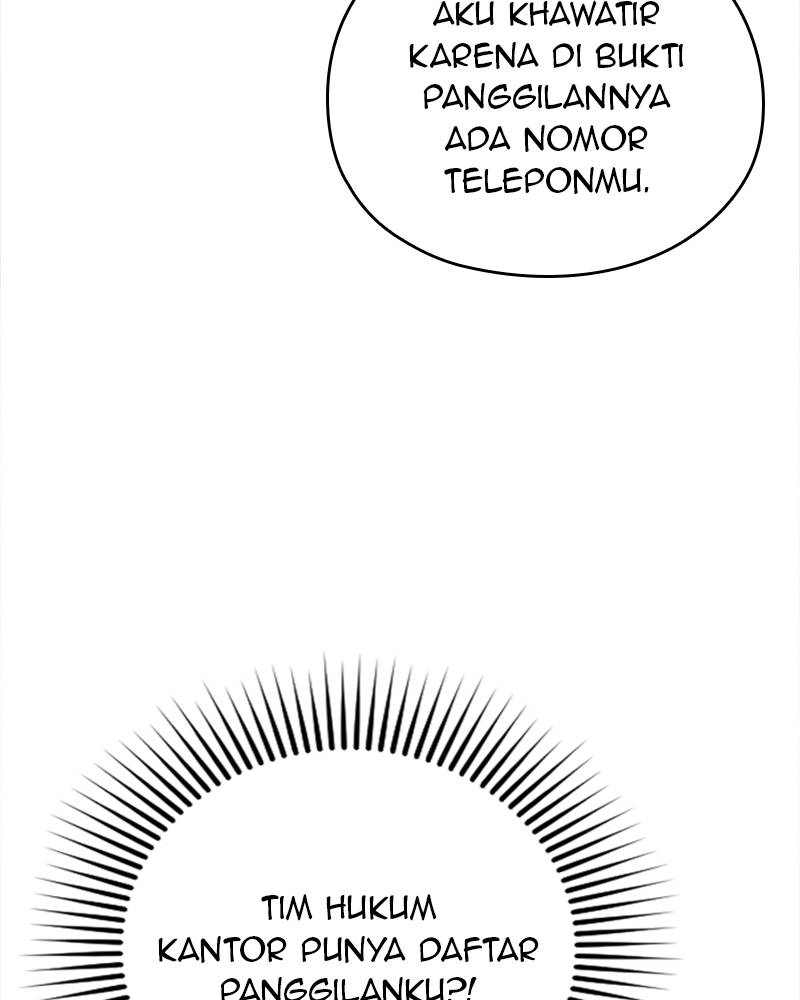 AKU KHAWATIR
KARENA DI BUKTI
PANGGILANNYA
ADA NOMOR
TELEPONMU.
TIM HUKUM
KANTOR PUNYA DAFTAR
PANGGILANKU?!